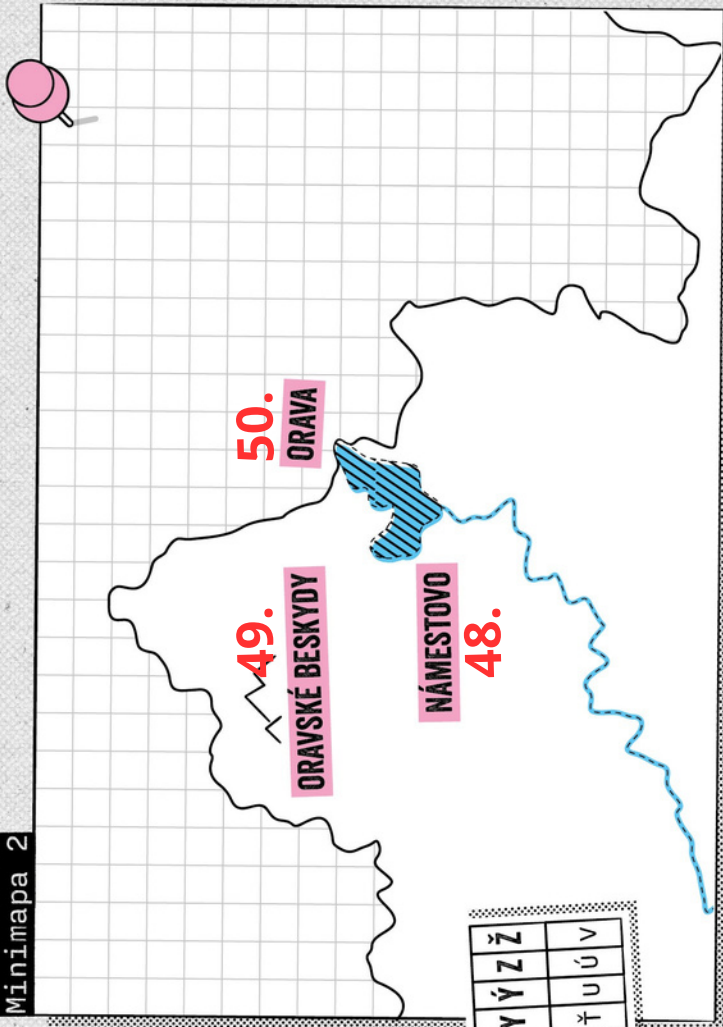 Minimapa 2
49.
ORAVSKÉ BESKYDY
50.
ORAVA
NÁMESTOVO
48.
Y Ý Z Ž
Ť U Ú V